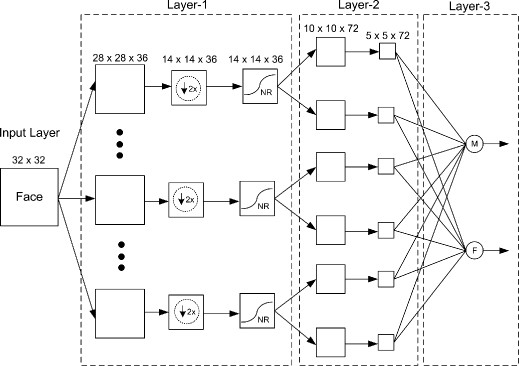 Layer-1
Layer-2
Layer-3
28 x 28 x 36
14 x 14 x 36
14 x 14 x 36
10 x 10 x 72
5 x 5 x 72
2x
NR
Input Layer
32 x 32
Face
M
2x
NR
F
2x
NR